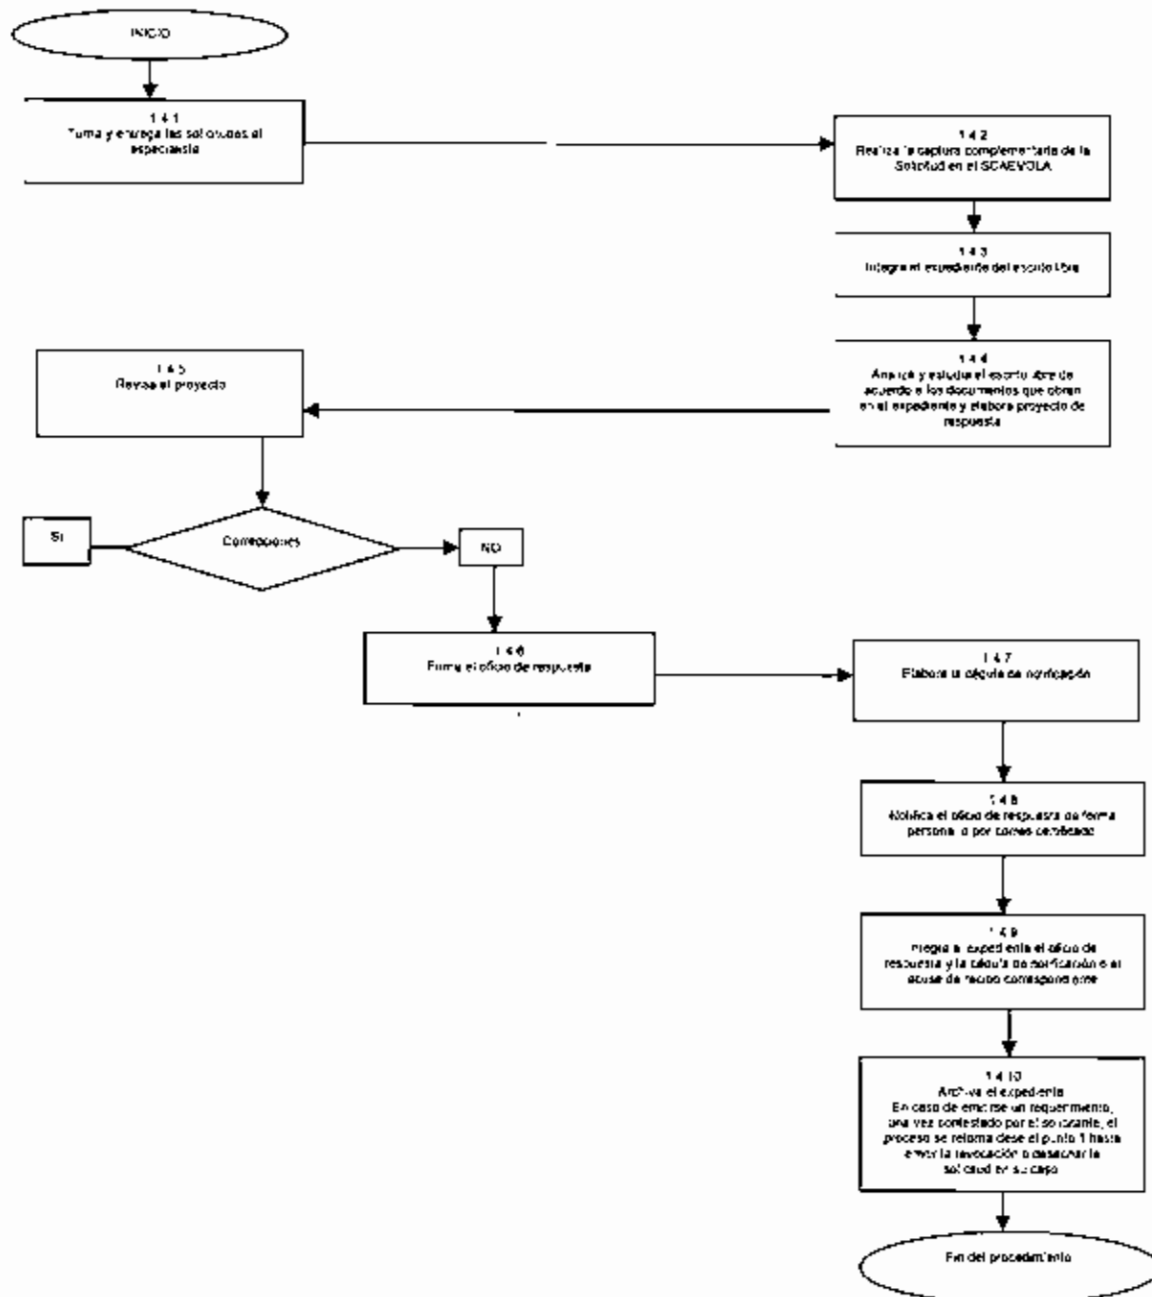 INICIO
1.4.1
Turna y entrega las solicitudes al
especialista
1.4.2
Realiza la captura complementaria de la
Solicitud en el SCAEVOLA
1.4.3
Integra el expediente del escrito libre
1.4.4
Analiza y estudia el escrito libre de
acuerdo a los documentos que obran
en el expediente y elabora proyecto de
respuesta
1.4.5
Revisa el proyecto
SI
Correcciones
NO
1.4.6
Firma el oficio de respuesta
1.4.7
Elabora la cédula de notificación
1.4.8
Notifica el oficio de respuesta de forma
personal o por correo certificado
1.4.9
Integra al expediente el oficio de
respuesta y la cédula de notificación o el
acuse de recibo correspondiente
1.4.10
Archiva el expediente
En caso de emitirse un requerimiento,
una vez contestado por el solicitante, el
proceso se retoma dese el punto 1 hasta
emitir la revocación o desechar la
solicitud en su caso
Fin del procedimiento